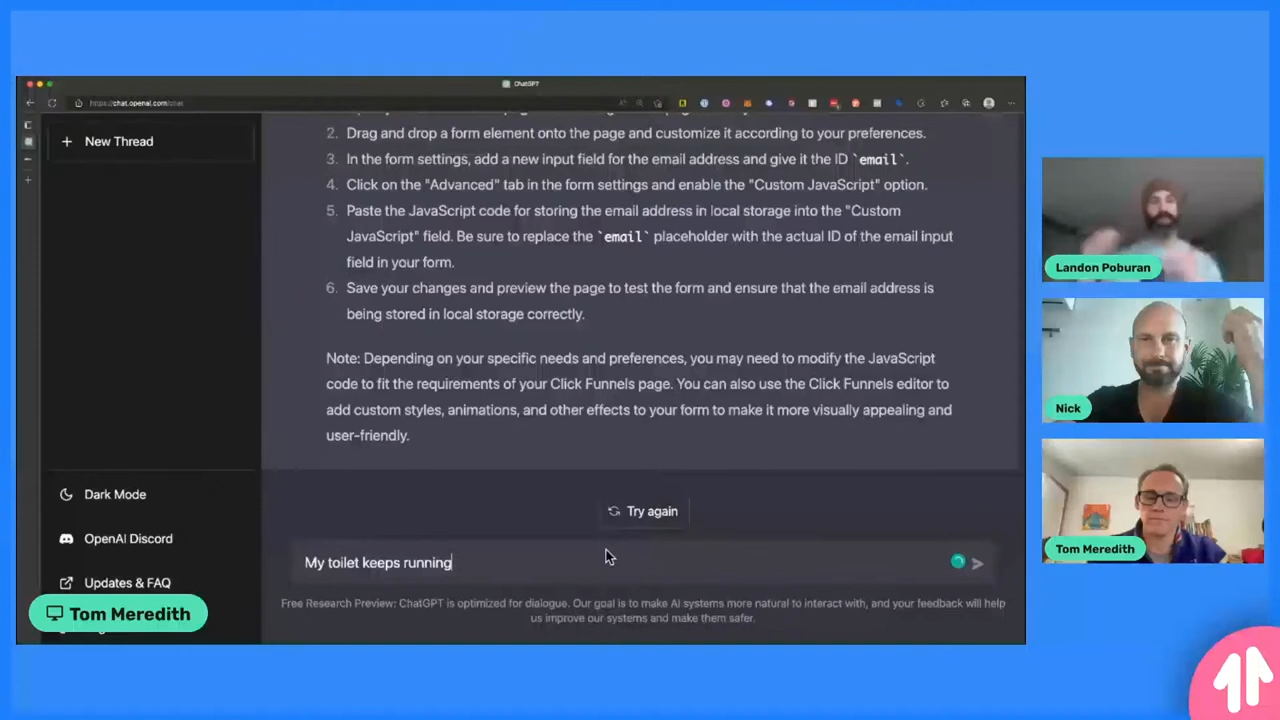 ChatGPT
https://chat.openai.com/chat
New Thread
2. Drag and drop a form element onto the page and customize it according to your preferences.
3. In the form settings, add a new input field for the email address and give it the ID `email`.
4. Click on the "Advanced" tab in the form settings and enable the "Custom JavaScript" option.
5. Paste the JavaScript code for storing the email address in local storage into the "Custom
JavaScript" field. Be sure to replace the `email` placeholder with the actual ID of the email input
field in your form.
6. Save your changes and preview the page to test the form and ensure that the email address is
being stored in local storage correctly.
Note: Depending on your specific needs and preferences, you may need to modify the JavaScript
code to fit the requirements of your Click Funnels page. You can also use the Click Funnels editor to
add custom styles, animations, and other effects to your form to make it more visually appealing and
user-friendly.
Dark Mode
OpenAI Discord
Updates & FAQ
Try again
My toilet keeps running
Free Research Preview: ChatGPT is optimized for dialogue. Our goal is to make AI systems more natural to interact with, and your feedback will help
us improve our systems and make them safer.
Tom Meredith
Landon Poburan
Nick
Tom Meredith